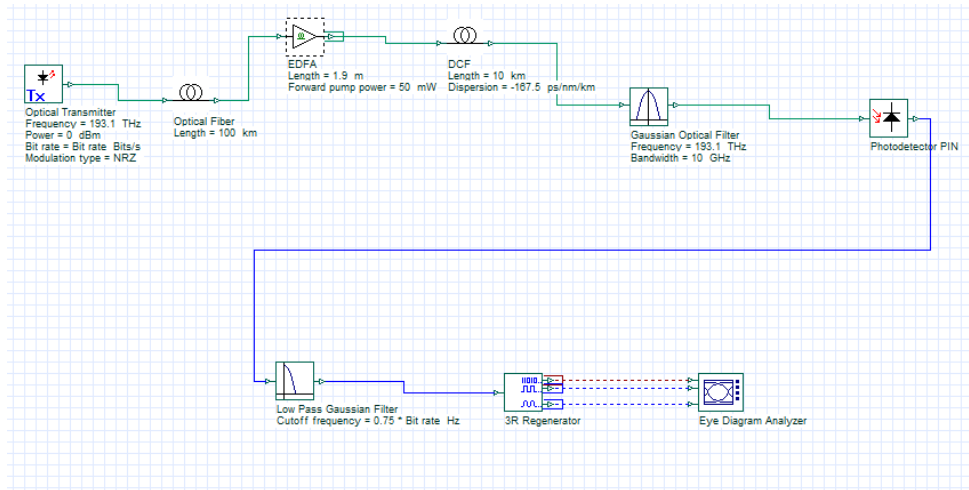 EDFA
Length = 1.9 m
Forward pump power = 50 mW
DCF
Length = 10 km
Dispersion = -167.5 ps/nm/km
Tx
Optical Transmitter
Frequency = 193.1 THz
Power = 0 dBm
Bit rate = Bit rate Bits/s
Modulation type = NRZ
Optical Fiber
Length = 100 km
Gaussian Optical Filter
Frequency = 193.1 THz
Bandwidth = 10 GHz
Photodetector PIN
Low Pass Gaussian Filter
Cutoff frequency = 0.75 * Bit rate Hz
3R Regenerator
Eye Diagram Analyzer